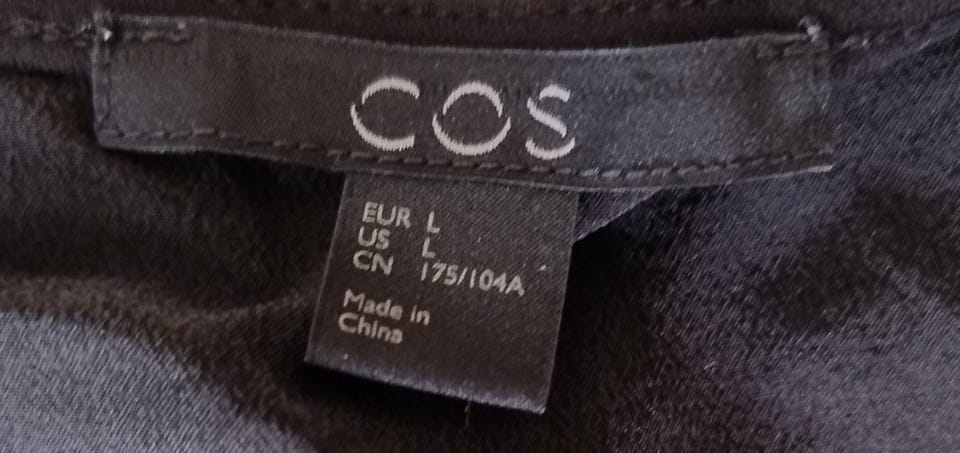 COS
EUR L
US L
CN 175/104A
Made in
China